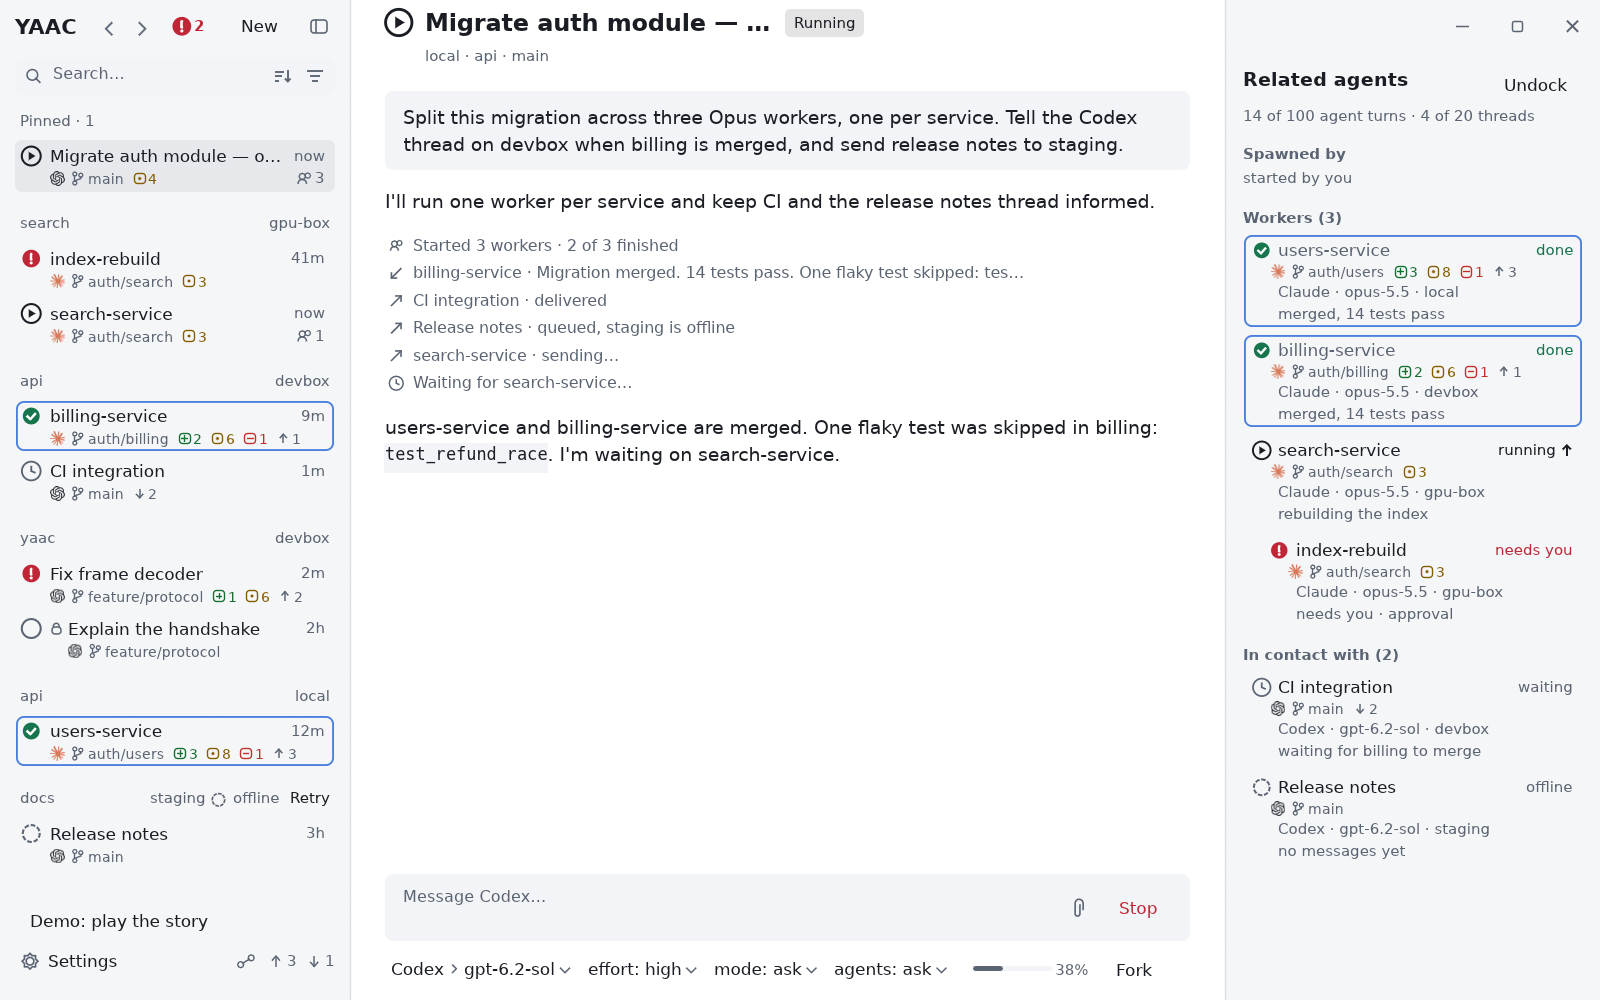 YAAC 2 New
Search…
Pinned · 1
Migrate auth module — o… now
main 4 3
search gpu-box
index-rebuild 41m
auth/search 3
search-service now
auth/search 3 1
api devbox
billing-service 9m
auth/billing 2 6 1 1
CI integration 1m
main 2
yaac devbox
Fix frame decoder 2m
feature/protocol 1 6 2
Explain the handshake 2h
feature/protocol
api local
users-service 12m
auth/users 3 8 1 3
docs staging offline Retry
Release notes 3h
main
Demo: play the story
Settings 3 1
Migrate auth module — … Running
local · api · main
Split this migration across three Opus workers, one per service. Tell the Codex
thread on devbox when billing is merged, and send release notes to staging.
I'll run one worker per service and keep CI and the release notes thread informed.
Started 3 workers · 2 of 3 finished
billing-service · Migration merged. 14 tests pass. One flaky test skipped: tes…
CI integration · delivered
Release notes · queued, staging is offline
search-service · sending…
Waiting for search-service…
users-service and billing-service are merged. One flaky test was skipped in billing:
test_refund_race. I'm waiting on search-service.
Message Codex…
Stop
Codex gpt-6.2-sol effort: high mode: ask agents: ask 38% Fork
Related agents Undock
14 of 100 agent turns · 4 of 20 threads
Spawned by
started by you
Workers (3)
users-service done
auth/users 3 8 1 3
Claude · opus-5.5 · local
merged, 14 tests pass
billing-service done
auth/billing 2 6 1 1
Claude · opus-5.5 · devbox
merged, 14 tests pass
search-service running
auth/search 3
Claude · opus-5.5 · gpu-box
rebuilding the index
index-rebuild needs you
auth/search 3
Claude · opus-5.5 · gpu-box
needs you · approval
In contact with (2)
CI integration waiting
main 2
Codex · gpt-6.2-sol · devbox
waiting for billing to merge
Release notes offline
main
Codex · gpt-6.2-sol · staging
no messages yet